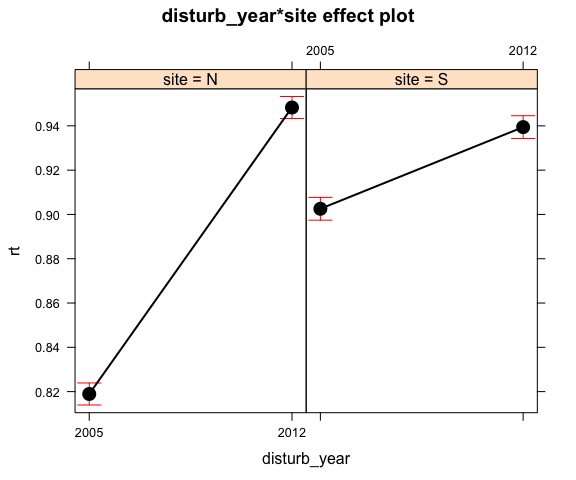 disturb_year*site effect plot
2005 2012
site = N site = S
0.94
0.92
0.90
0.88
0.86
0.84
0.82
rt
2005 2012
disturb_year